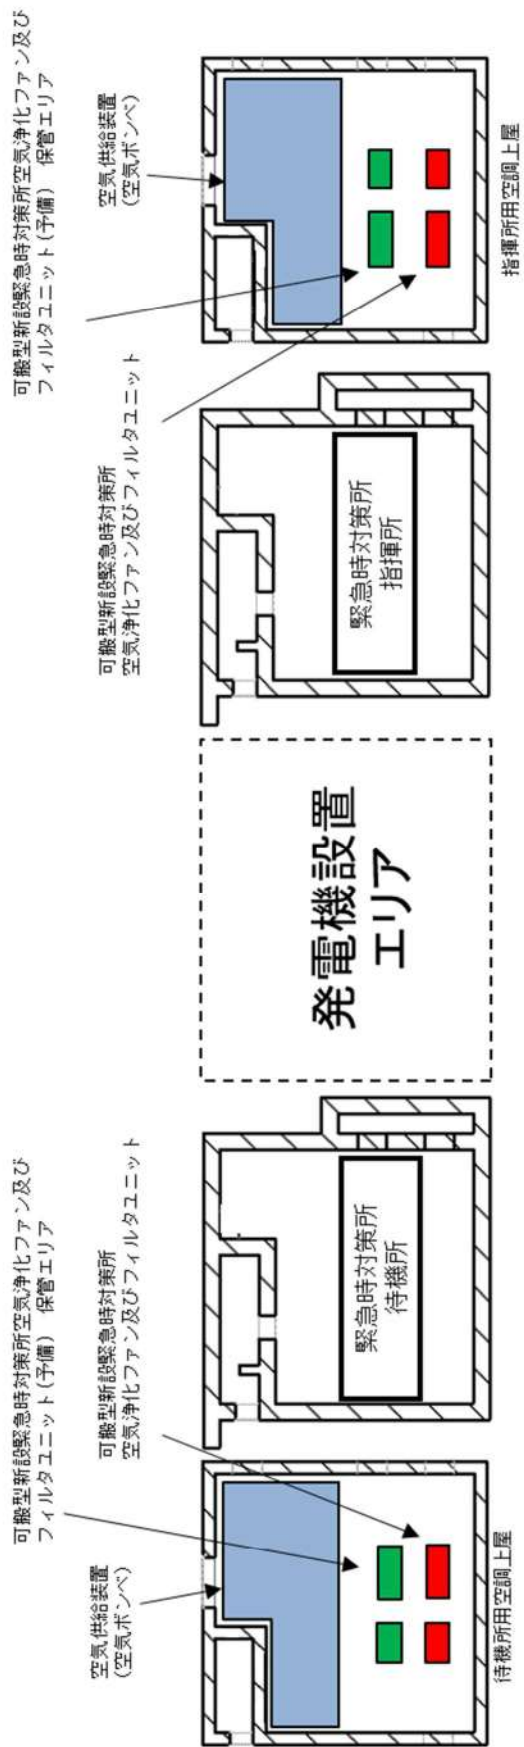 可搬型新設緊急時対策所空気浄化ファン及び
フィルタユニット(予備) 保管エリア
空気供給装置
(空気ボンベ)
可搬型新設緊急時対策所
空気浄化ファン及びフィルタユニット
緊急時対策所
待機所
待機所用空調上屋
発電機設置
エリア
可搬型新設緊急時対策所空気浄化ファン及び
フィルタユニット(予備) 保管エリア
空気供給装置
(空気ボンベ)
可搬型新設緊急時対策所
空気浄化ファン及びフィルタユニット
緊急時対策所
指揮所
指揮所用空調上屋